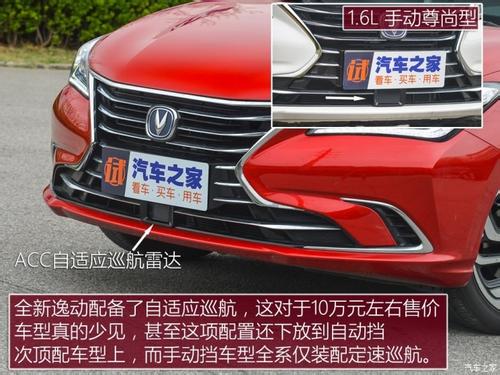 1.6L 手动尊尚型
试 汽车之家
看车·买车·用车
试 汽车之家
看车·买车·用车
ACC自适应巡航雷达
全新逸动配备了自适应巡航，这对于10万元左右售价
车型真的少见，甚至这项配置还下放到自动挡
次顶配车型上，而手动挡车型全系仅装配定速巡航。
汽车之家